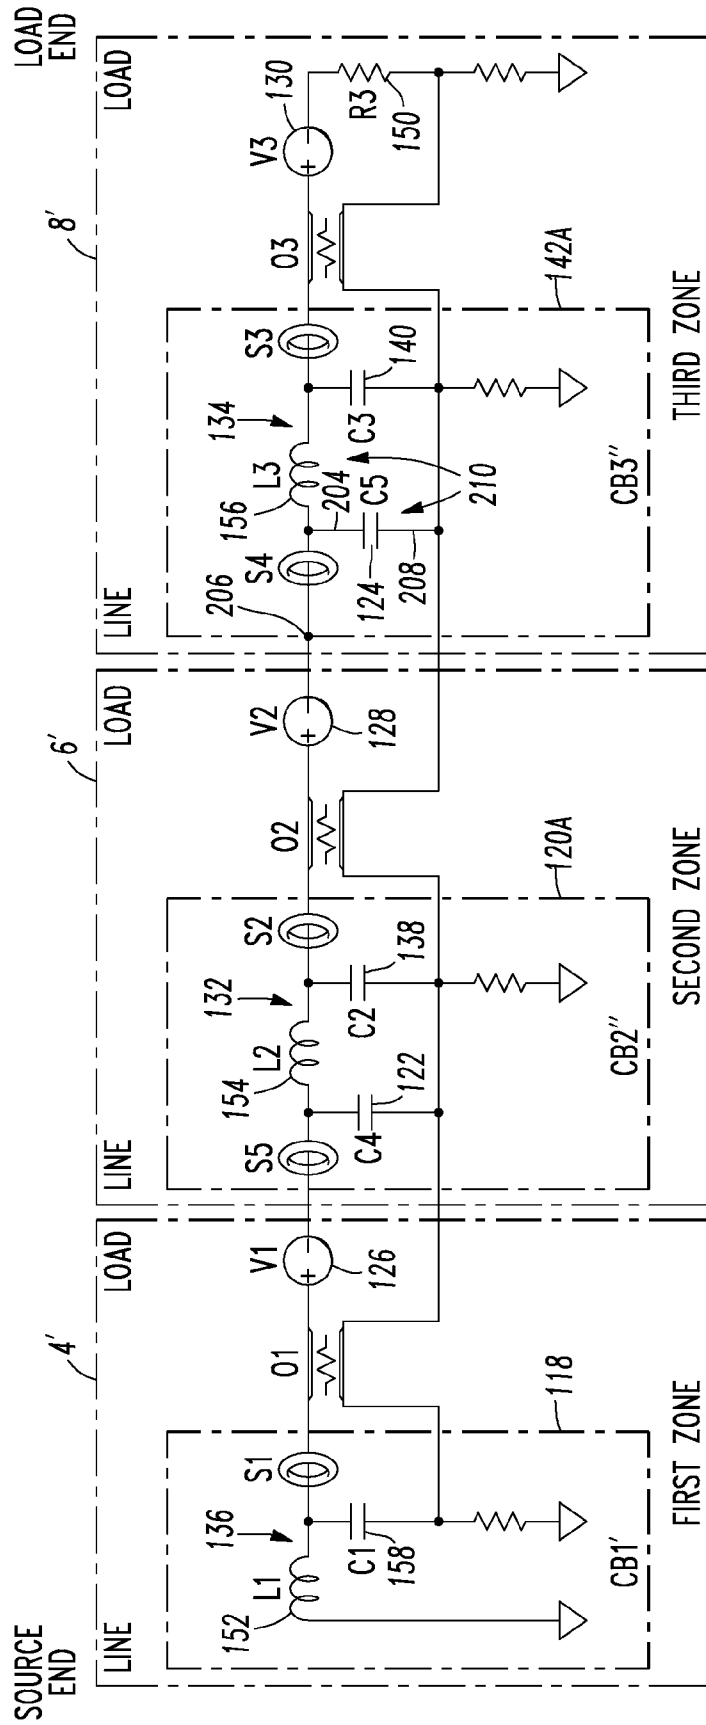 SOURCE END
LOAD END
4'
6'
8'
LINE
LOAD
LINE
LOAD
LINE
LOAD
152
L1
136
S1
O1
V1
126
C1
158
CB1'
118
FIRST ZONE
S5
154
L2
132
S2
O2
V2
128
C4
122
C2
138
CB2''
120A
SECOND ZONE
206
S4
156
L3
134
S3
O3
V3
130
204
C5
124
208
210
C3
140
R3
150
CB3''
142A
THIRD ZONE